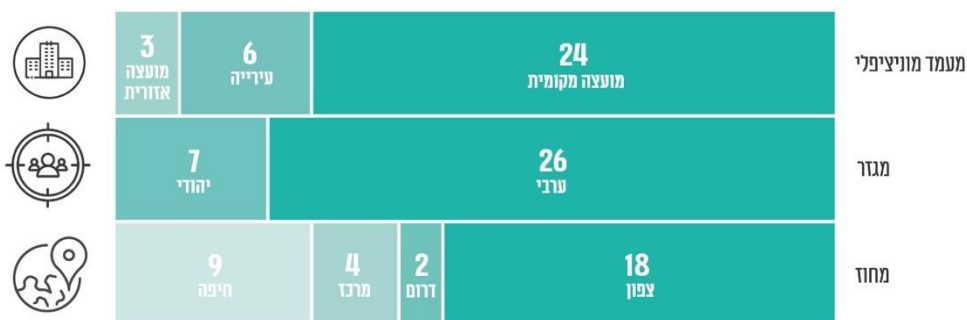 מעמד מוניציפלי
24
מועצה מקומית
6
עירייה
3
מועצה
אזורית
מגזר
26
ערבי
7
יהודי
מחוז
18
צפון
2
דרום
4
מרכז
9
חיפה